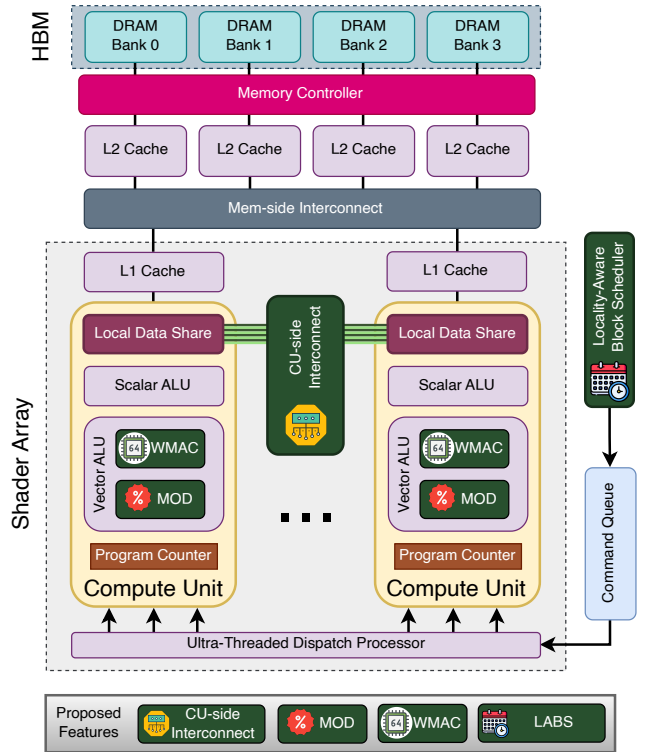 HBM
DRAM
Bank 0
DRAM
Bank 1
DRAM
Bank 2
DRAM
Bank 3
Memory Controller
L2 Cache
L2 Cache
L2 Cache
L2 Cache
Mem-side Interconnect
Shader Array
L1 Cache
L1 Cache
Local Data Share
CU-side
Interconnect
Local Data Share
Scalar ALU
Scalar ALU
Vector ALU
64
WMAC
%
MOD
Vector ALU
64
WMAC
%
MOD
...
Program Counter
Program Counter
Compute Unit
Compute Unit
Ultra-Threaded Dispatch Processor
Locality-Aware
Block Scheduler
Command Queue
Proposed
Features
CU-side
Interconnect
%
MOD
64
WMAC
LABS